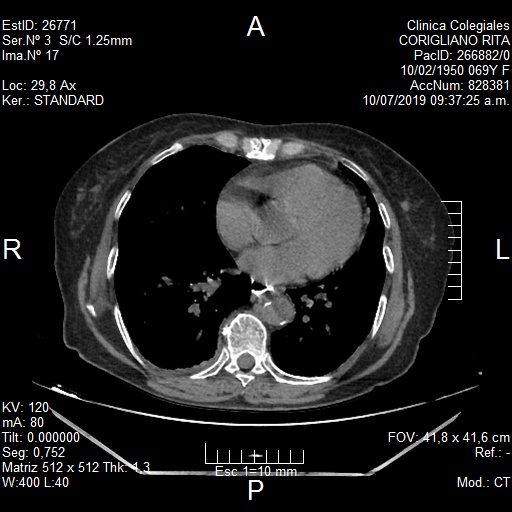 EstID: 26771
Ser.Nº 3 S/C 1.25mm
Ima.Nº 17
Loc: 29,8 Ax
Ker.: STANDARD
A
Clinica Colegiales
CORIGLIANO RITA
PacID: 266882/0
10/02/1950 069Y F
AccNum: 828381
10/07/2019 09:37:25 a.m.
R
L
KV: 120
mA: 80
Tilt: 0.000000
Seg: 0,752
Matriz 512 x 512 Thk: 1.3
W:400 L:40
Esc 1=10 mm
P
FOV: 41,8 x 41,6 cm
Ref.: -
Mod.: CT